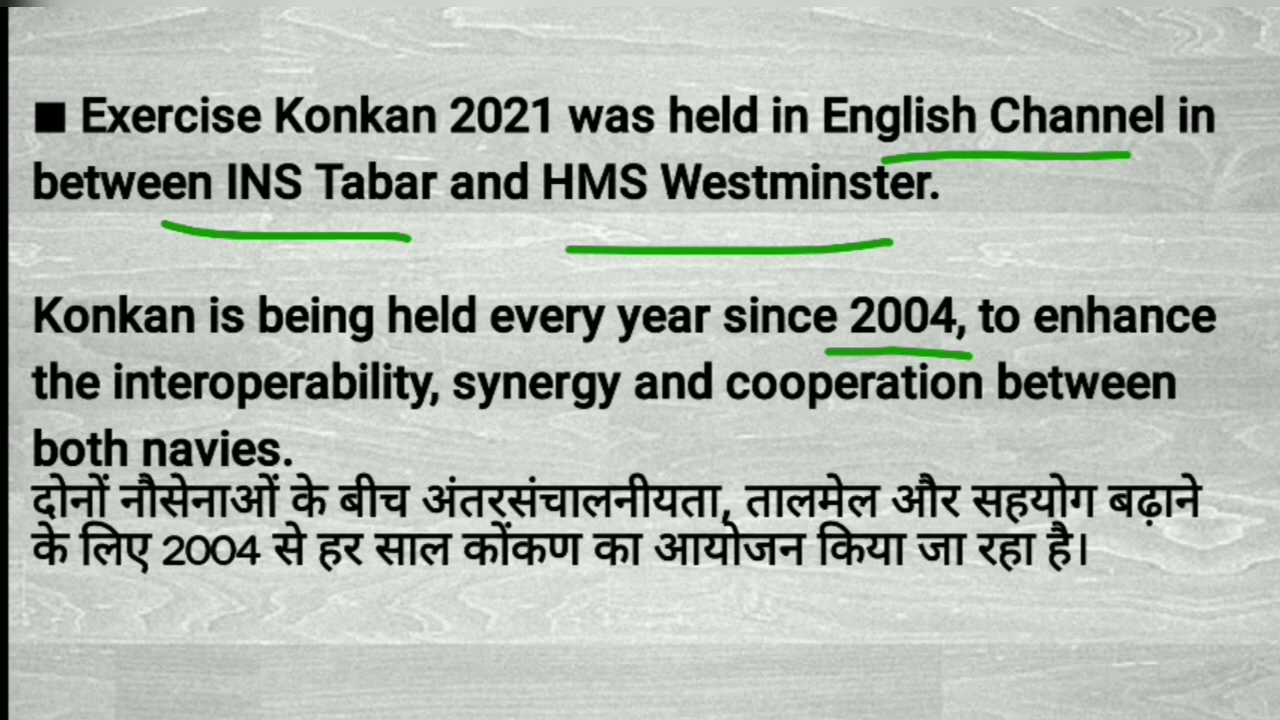 ■ Exercise Konkan 2021 was held in English Channel in
between INS Tabar and HMS Westminster.
Konkan is being held every year since 2004, to enhance
the interoperability, synergy and cooperation between
both navies.
दोनों नौसेनाओं के बीच अंतरसंचालनीयता, तालमेल और सहयोग बढ़ाने
के लिए 2004 से हर साल कोंकण का आयोजन किया जा रहा है।